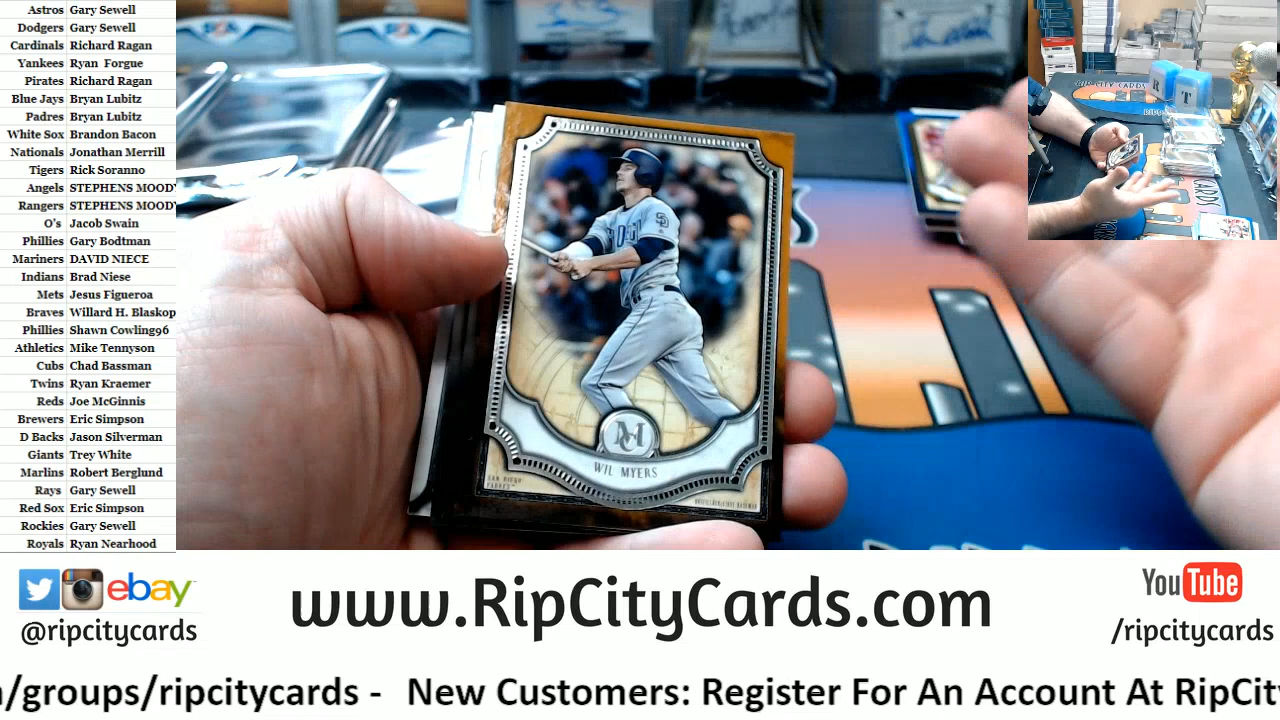 Astros Gary Sewell
Dodgers Gary Sewell
Cardinals Richard Ragan
Yankees Ryan Forgue
Pirates Richard Ragan
Blue Jays Bryan Lubitz
Padres Bryan Lubitz
White Sox Brandon Bacon
Nationals Jonathan Merrill
Tigers Rick Soranno
Angels STEPHENS MOODY
Rangers STEPHENS MOODY
O's Jacob Swain
Phillies Gary Bodtman
Mariners DAVID NIECE
Indians Brad Niese
Mets Jesus Figueroa
Braves Willard H. Blaskop
Phillies Shawn Cowling96
Athletics Mike Tennyson
Cubs Chad Bassman
Twins Ryan Kraemer
Reds Joe McGinnis
Brewers Eric Simpson
D Backs Jason Silverman
Giants Trey White
Marlins Robert Berglund
Rays Gary Sewell
Red Sox Eric Simpson
Rockies Gary Sewell
Royals Ryan Nearhood
SD
M
WIL MYERS
SAN DIEGO
PADRES
R T
ebay
@ripcitycards
www.RipCityCards.com
YouTube
/ripcitycards
/groups/ripcitycards - New Customers: Register For An Account At RipCit